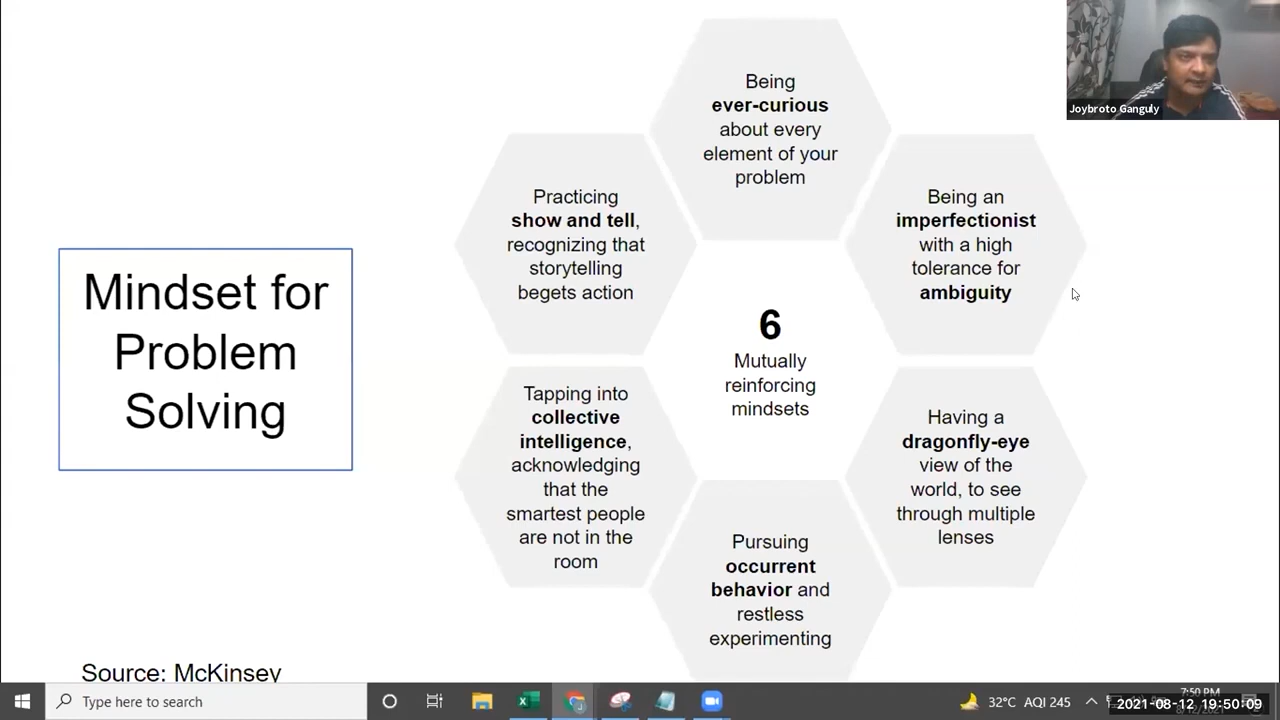 Mindset for
Problem
Solving
Being
ever-curious
about every
element of your
problem
Being an
imperfectionist
with a high
tolerance for
ambiguity
Having a
dragonfly-eye
view of the
world, to see
through multiple
lenses
Pursuing
occurrent
behavior and
restless
experimenting
Tapping into
collective
intelligence,
acknowledging
that the
smartest people
are not in the
room
Practicing
show and tell,
recognizing that
storytelling
begets action
6
Mutually
reinforcing
mindsets
Source: McKinsey
Joybroto Ganguly
Type here to search
32°C AQI 245
7:50 PM
2021-08-12 19:50:09